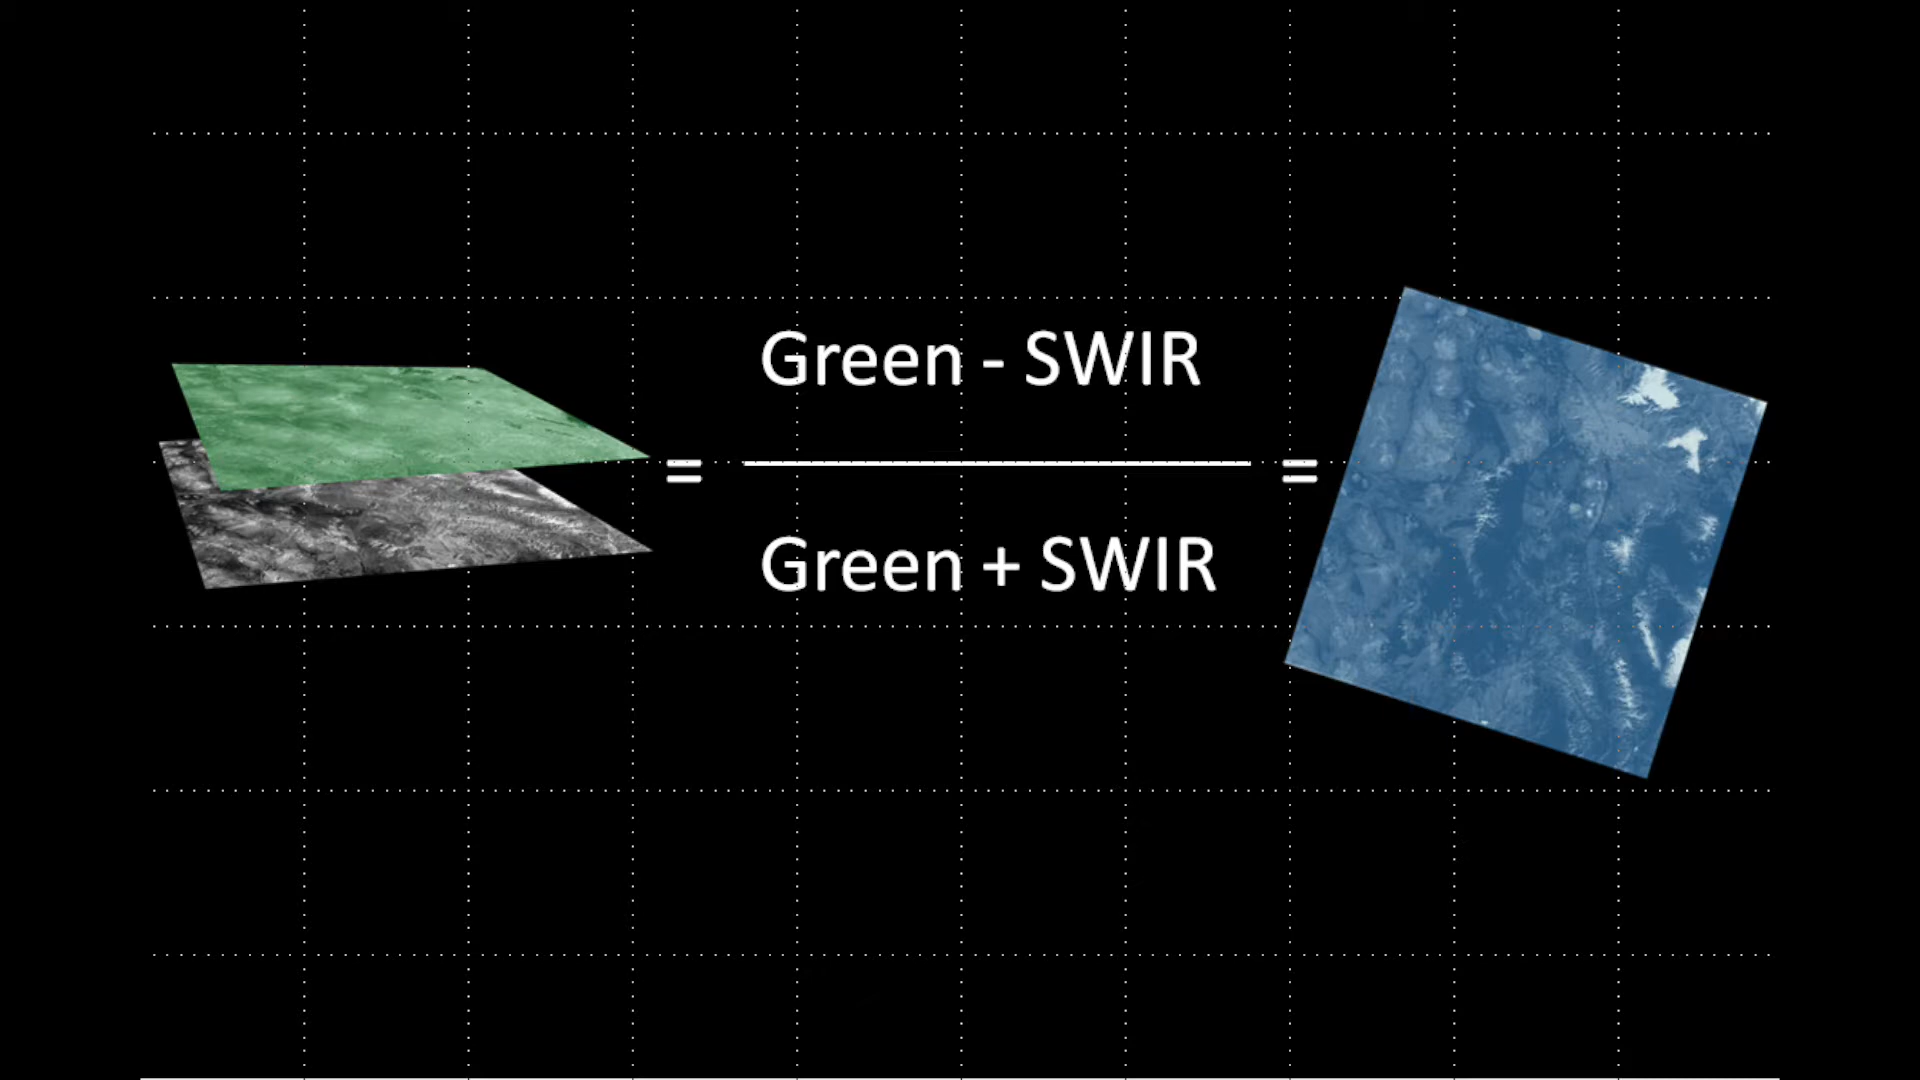 Green - SWIR
= =
Green + SWIR